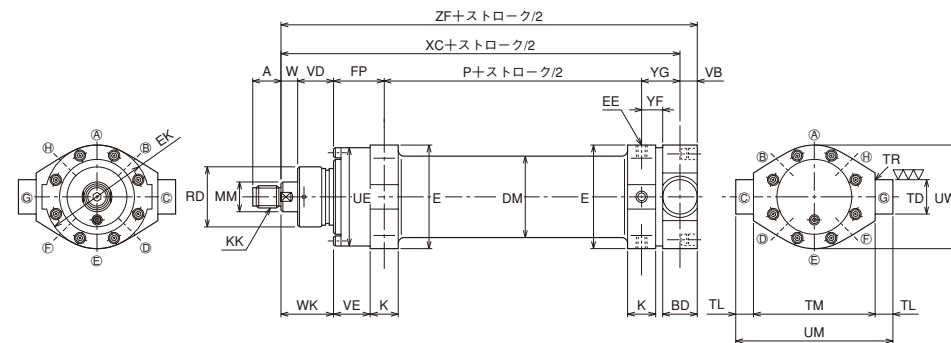 ZF＋ストローク/2
XC＋ストローク/2
A W VD FP P＋ストローク/2 YG VB
EE YF
Ⓐ Ⓗ Ⓑ EK
Ⓖ Ⓒ
Ⓕ Ⓓ
Ⓔ
RD MM KK
UE E DM E
WK VE K K BD
Ⓐ Ⓑ Ⓗ TR
Ⓒ Ⓖ TD UW
Ⓓ Ⓕ
Ⓔ
TL TM TL
UM